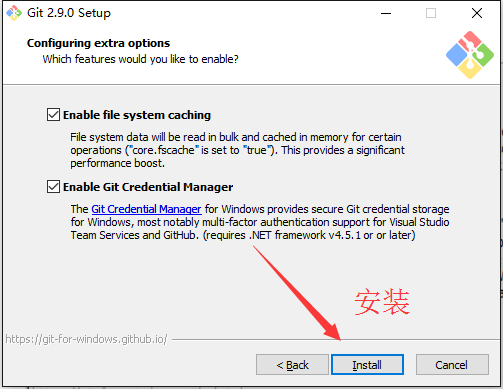 Git 2.9.0 Setup
Configuring extra options
Which features would you like to enable?
Enable file system caching
File system data will be read in bulk and cached in memory for certain
operations ("core.fscache" is set to "true"). This provides a significant
performance boost.
Enable Git Credential Manager
The Git Credential Manager for Windows provides secure Git credential storage
for Windows, most notably multi-factor authentication support for Visual Studio
Team Services and GitHub. (requires .NET framework v4.5.1 or or later)
安装
https://git-for-windows.github.io/
< Back
Install
Cancel